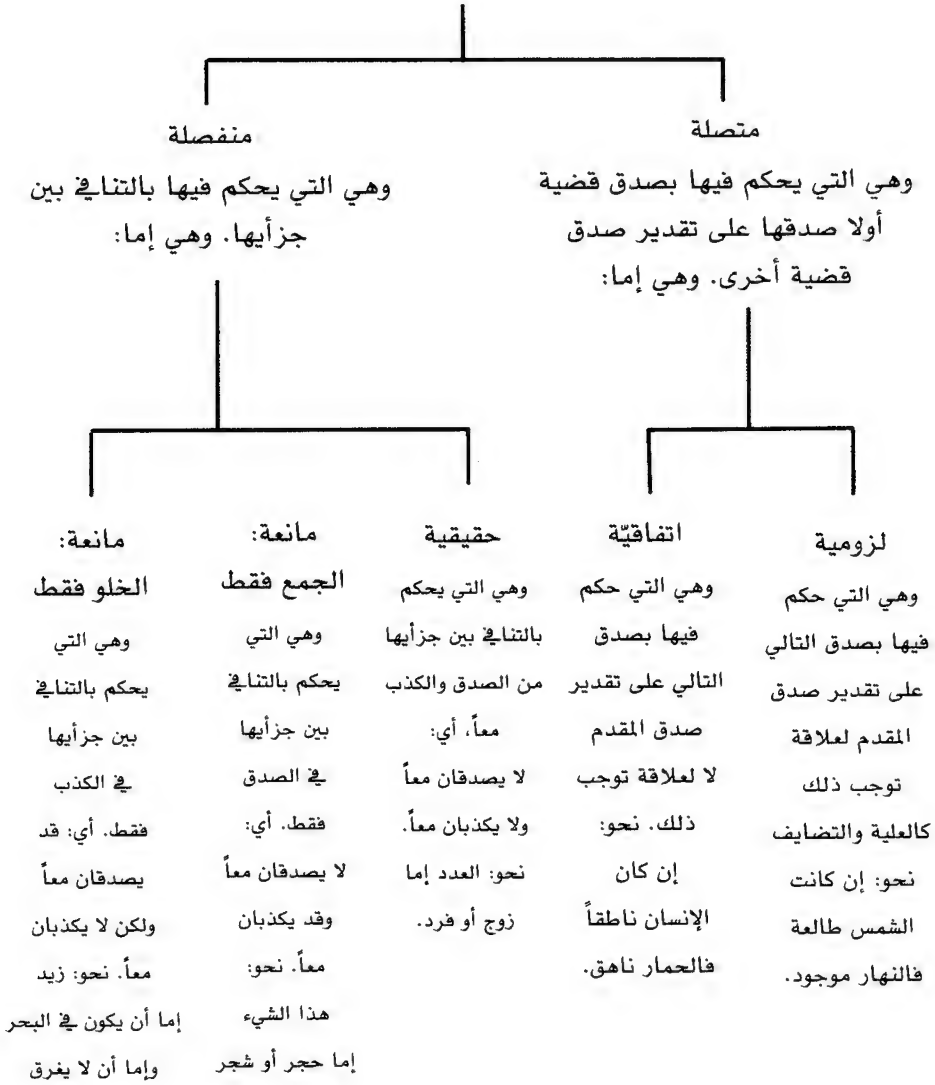 متصلة
وهي التي يحكم فيها بصدق قضية
أولا صدقها على تقدير صدق
قضية أخرى. وهي إما:
منفصلة
وهي التي يحكم فيها بالتنافي بين
جزأيها. وهي إما:
لزومية
وهي التي حكم
فيها بصدق التالي
على تقدير صدق
المقدم لعلاقة
توجب ذلك
كالعلية والتضايف
نحو: إن كانت
الشمس طالعة
فالنهار موجود.
اتفاقيّة
وهي التي حكم
فيها بصدق
التالي على تقدير
صدق المقدم
لا لعلاقة توجب
ذلك. نحو:
إن كان
الإنسان ناطقاً
فالحمار ناهق.
حقيقية
وهي التي يحكم
بالتنافي بين جزأيها
من الصدق والكذب
معاً، أي:
لا يصدقان معاً
ولا يكذبان معاً.
نحو: العدد إما
زوج أو فرد.
مانعة:
الجمع فقط
وهي التي
يحكم بالتنافي
بين جزأيها
في الصدق
فقط. أي:
لا يصدقان معاً
وقد يكذبان
معاً. نحو:
هذا الشيء
إما حجر أو شجر
مانعة:
الخلو فقط
وهي التي
يحكم بالتنافي
بين جزأيها
في الكذب
فقط. أي: قد
يصدقان معاً
ولكن لا يكذبان
معاً. نحو: زيد
إما أن يكون في البحر
وإما أن لا يغرق